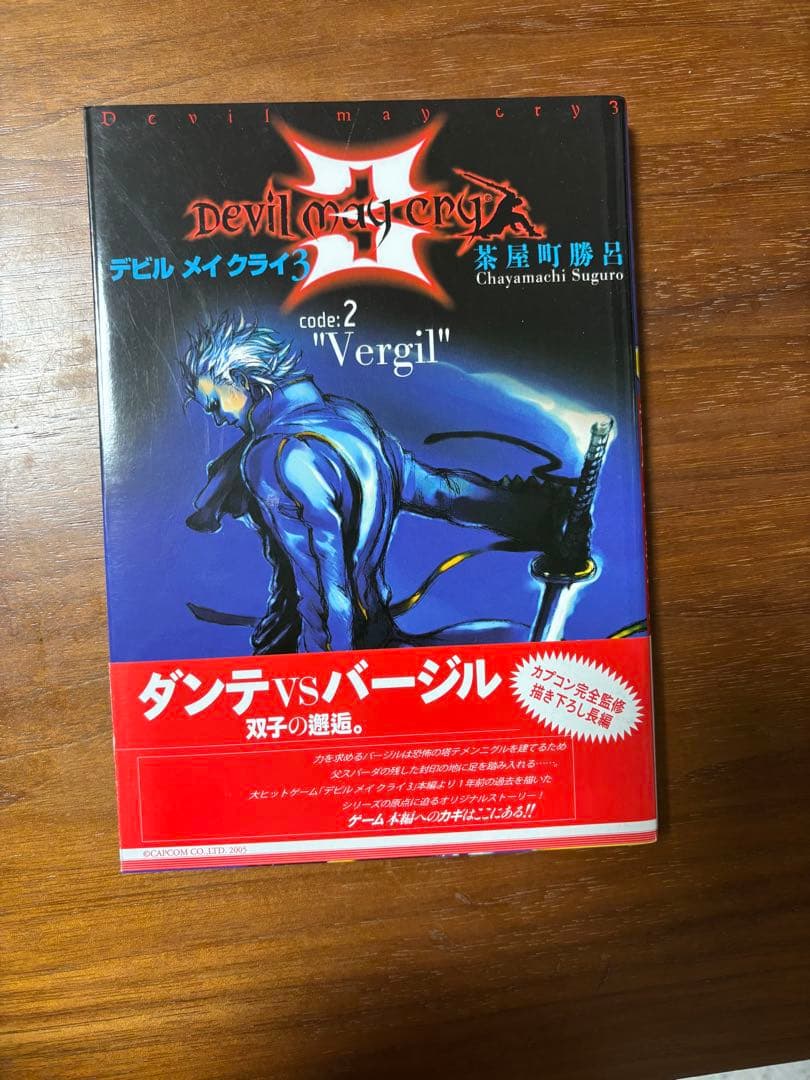 Devil may cry 3
3
Devil may cry
デビル メイ クライ3
茶屋町勝呂
Chayamachi Suguro
code: 2
"Vergil"
ダンテvsバージル
双子の邂逅。
カプコン完全監修
描き下ろし長編
力を求めるバージルは恐怖の塔テメンニグルを建てるため
父スパーダの残した封印の地に足を踏み入れる……。
大ヒットゲーム「デビル メイ クライ3」本編より1年前の過去を描いた
シリーズの原点に迫るオリジナルストーリー!
ゲーム本編へのカギはここにある!!
©CAPCOM CO.,LTD. 2005